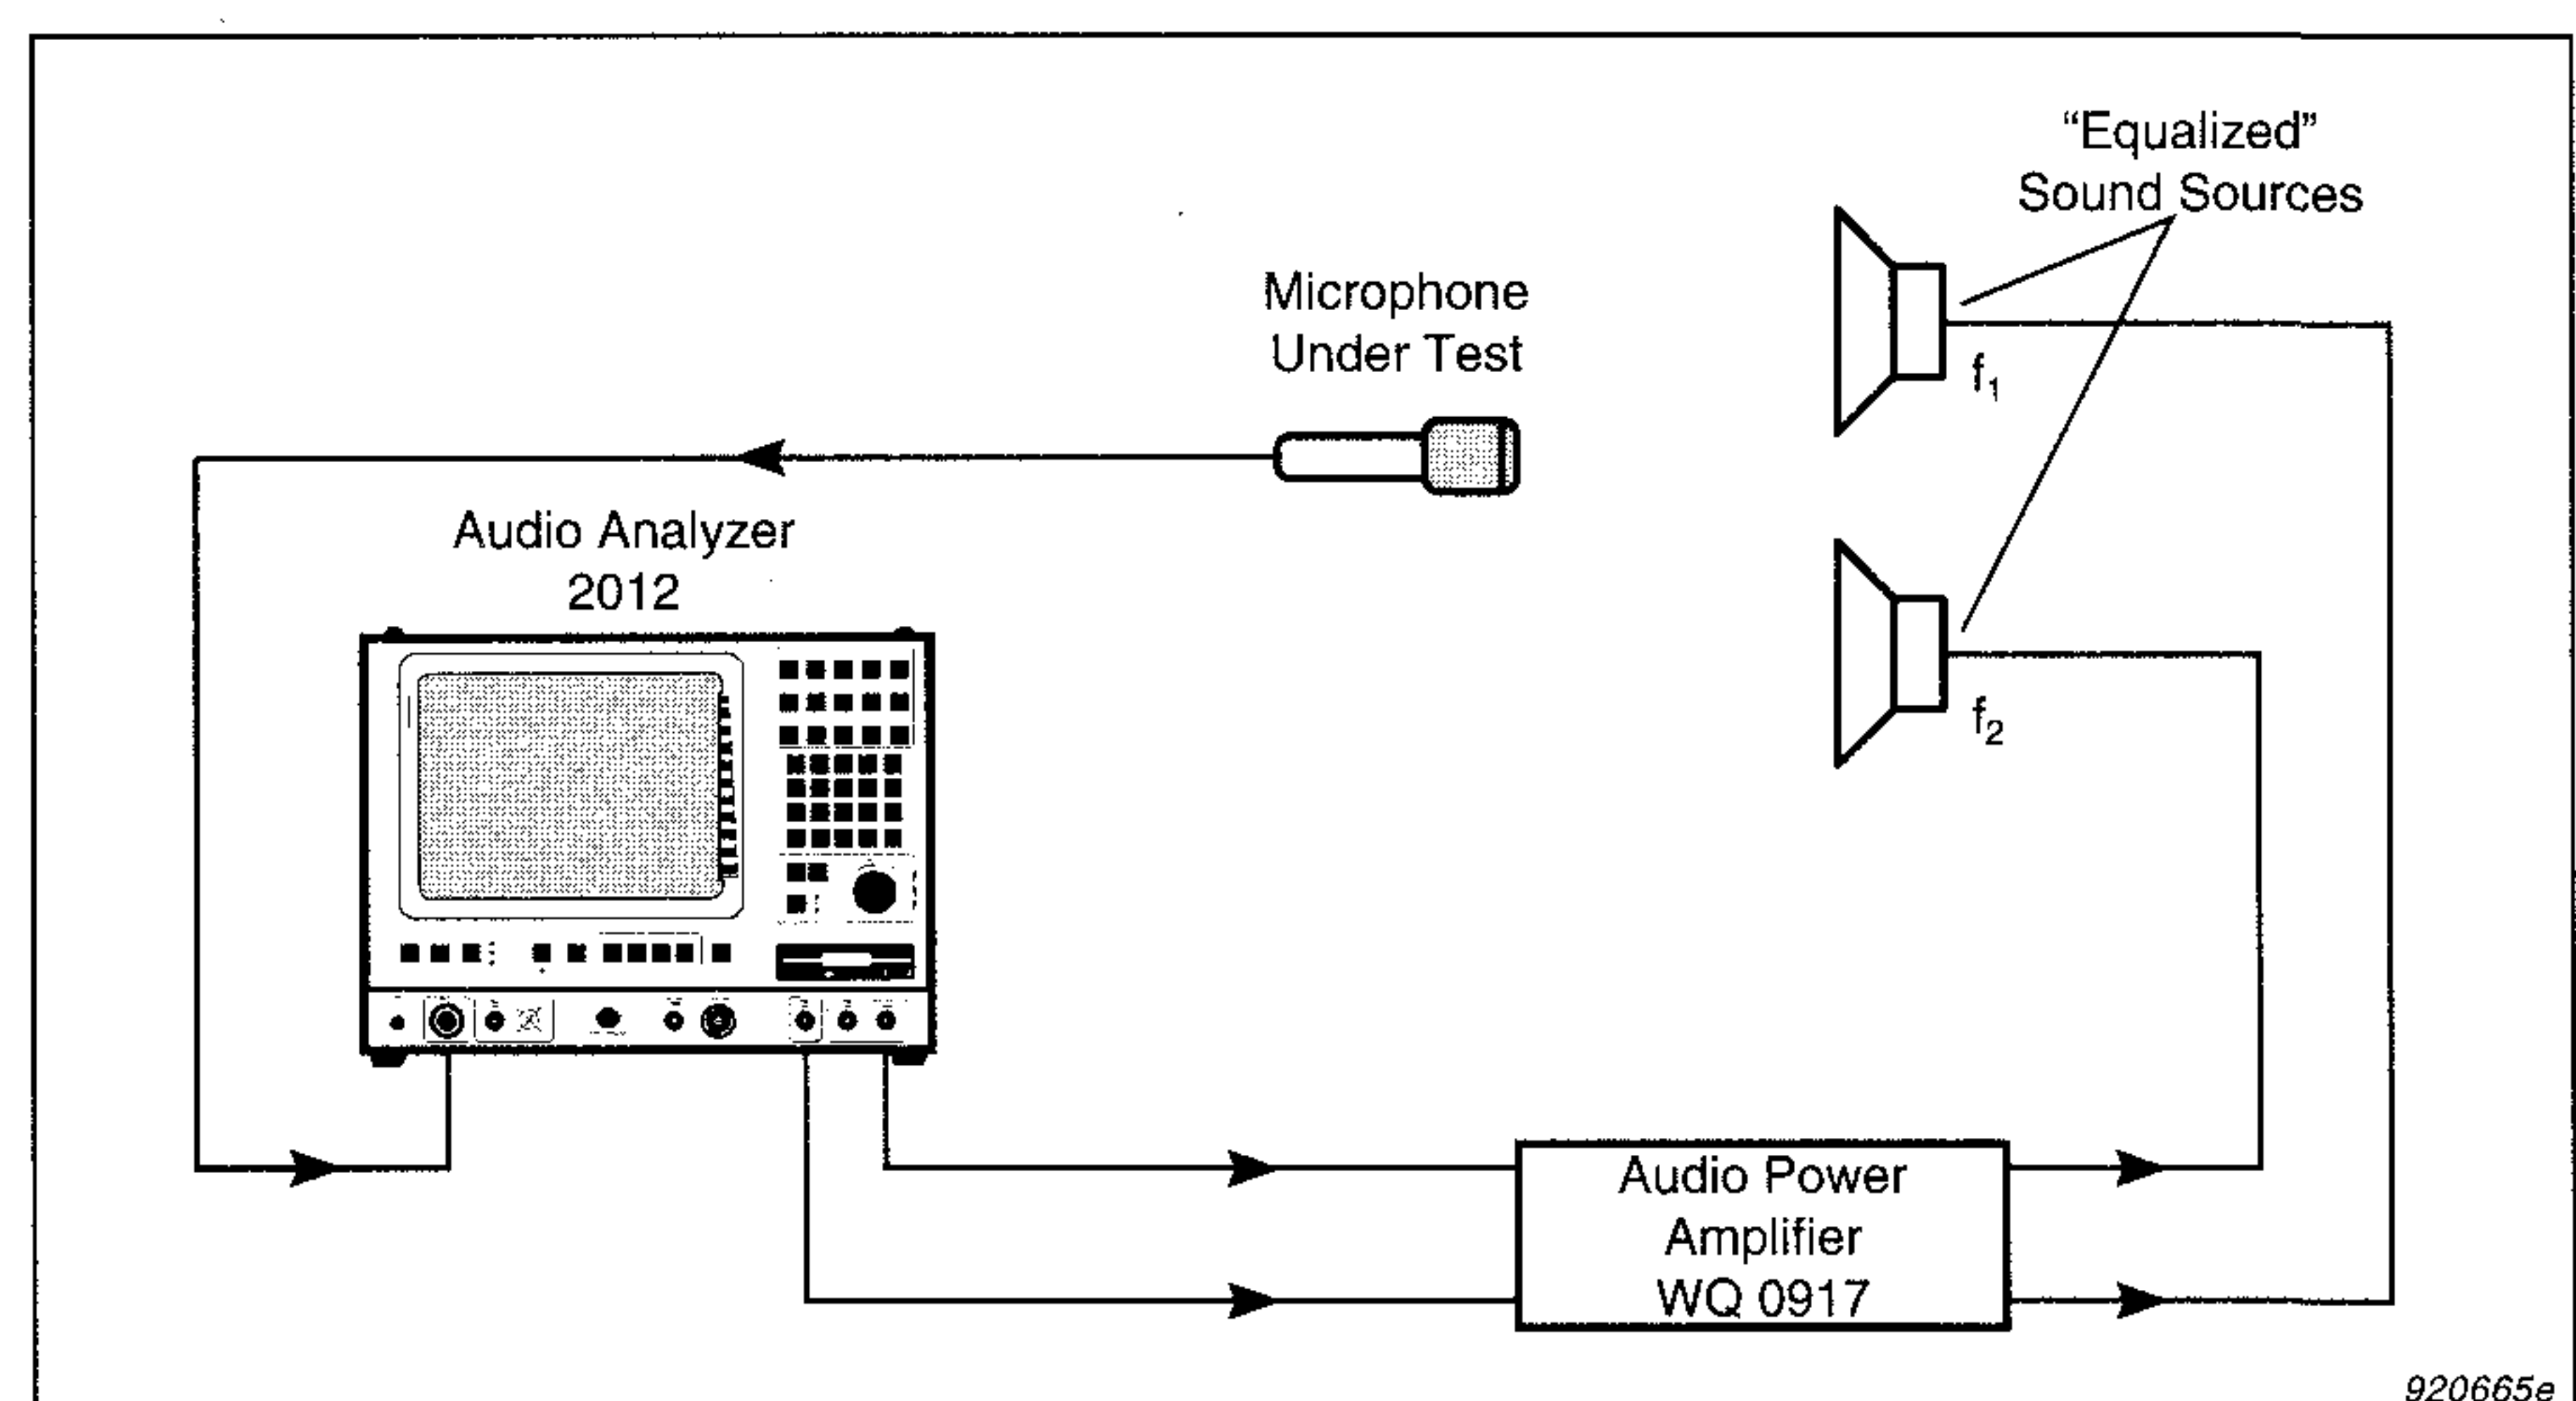 “Equalized”
Sound Sources
Microphone
Under Test
f₁
Audio Analyzer
2012
f₂
Audio Power
Amplifier
WQ 0917
920665e